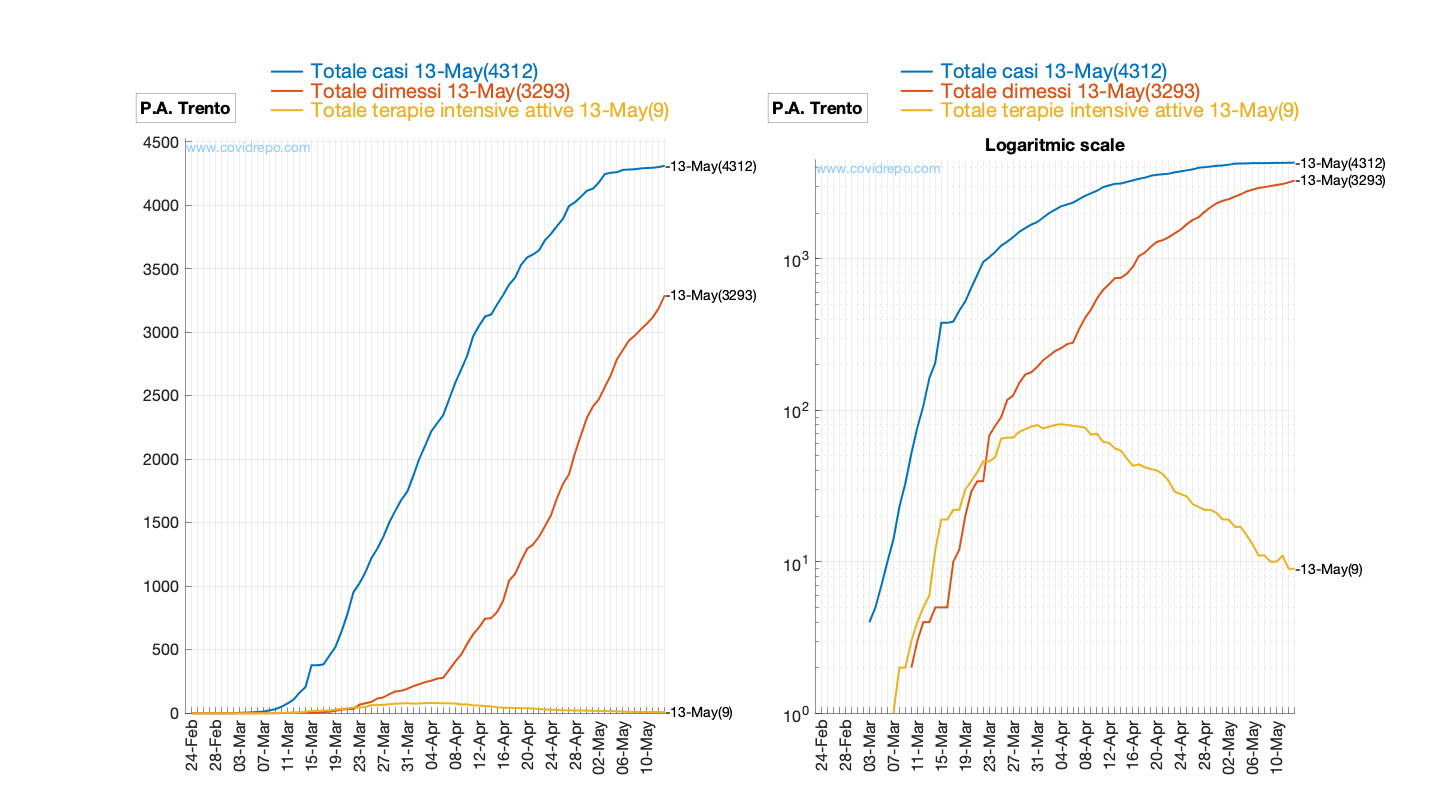 Totale casi 13-May(4312)
Totale dimessi 13-May(3293)
Totale terapie intensive attive 13-May(9)
P.A. Trento
www.covidrepo.com
4500
4000
3500
3000
2500
2000
1500
1000
500
0
-13-May(4312)
-13-May(3293)
-13-May(9)
24-Feb
28-Feb
03-Mar
07-Mar
11-Mar
15-Mar
19-Mar
23-Mar
27-Mar
31-Mar
04-Apr
08-Apr
12-Apr
16-Apr
20-Apr
24-Apr
28-Apr
02-May
06-May
10-May
Totale casi 13-May(4312)
Totale dimessi 13-May(3293)
Totale terapie intensive attive 13-May(9)
P.A. Trento
Logaritmic scale
www.covidrepo.com
10^3
10^2
10^1
10^0
-13-May(4312)
-13-May(3293)
-13-May(9)
24-Feb
28-Feb
03-Mar
07-Mar
11-Mar
15-Mar
19-Mar
23-Mar
27-Mar
31-Mar
04-Apr
08-Apr
12-Apr
16-Apr
20-Apr
24-Apr
28-Apr
02-May
06-May
10-May